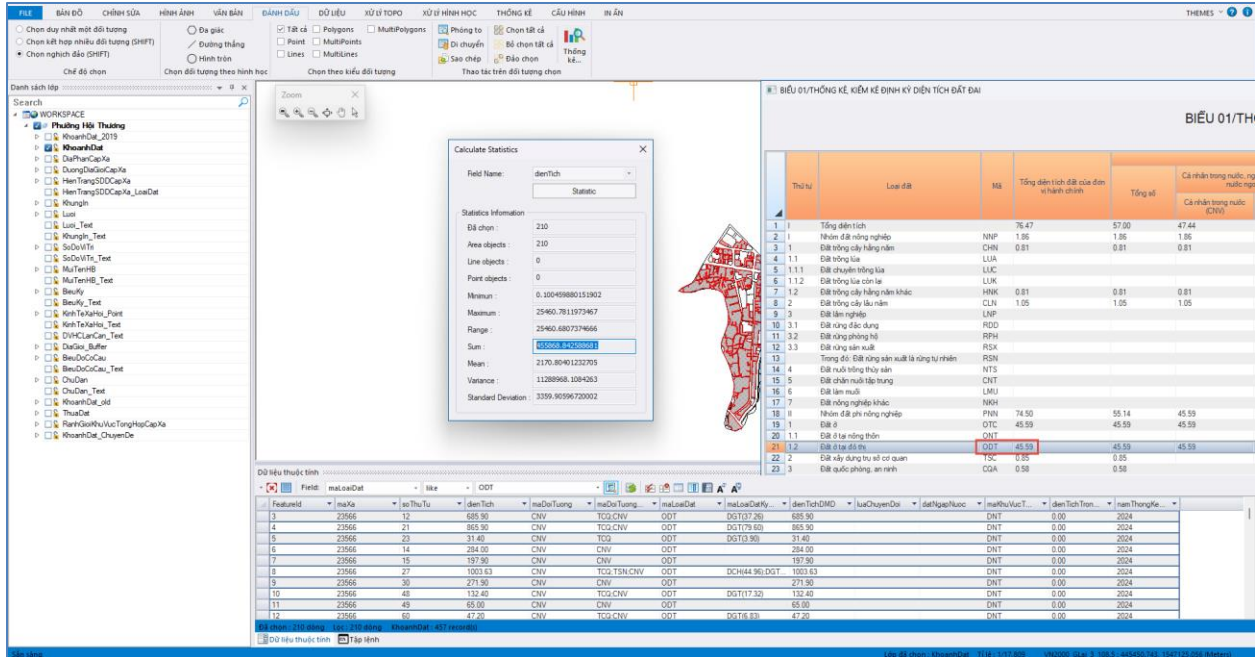 FILE BẢN ĐỒ CHỈNH SỬA HÌNH ẢNH VĂN BẢN ĐÁNH DẤU DỮ LIỆU XỬ LÝ TOPO XỬ LÝ HÌNH HỌC THỐNG KÊ CẤU HÌNH IN ẤN THEMES
Chọn duy nhất một đối tượng (SHIFT)
Chọn kết hợp nhiều đối tượng (SHIFT)
Chọn nghịch đảo (SHIFT)
Chế độ chọn
Đa giác
Đường thẳng
Hình tròn
Chọn đối tượng theo hình học
Tất cả Polygons MultiPolygons
Point MultiPoints
Lines MultiLines
Chọn theo kiểu đối tượng
Phóng to Chọn tất cả
Di chuyển Bỏ chọn tất cả
Sao chép Đảo chọn
Thống kê...
Thao tác trên đối tượng chọn
Danh sách lớp
Search
WORKSPACE
Phường Hội Thương
KhoanhDat_2019
KhoanhDat
DiaPhanCapXa
DuongDiaGioiCapXa
HienTrangSDDCapXa
HienTrangSDDCapXa_LoaiDat
KhungIn
Luoi
Luoi_Text
KhungIn_Text
SoDoViTri
SoDoViTri_Text
MuiTenHB
MuiTenHB_Text
BieuKy
BieuKy_Text
KinhTeXaHoi_Point
KinhTeXaHoi_Text
DVHCLanCan_Text
DiaGioi_Buffer
BieuDoCoCau
BieuDoCoCau_Text
ChuDan
ChuDan_Text
KhoanhDat_old
ThuaDat
RanhGioiKhuVucTongHopCapXa
KhoanhDat_ChuyenDe
Zoom
Calculate Statistics
Field Name: dienTich
Statistic
Statistics Infomation
Đã chọn : 210
Area objects : 210
Line objects : 0
Point objects : 0
Minimun : 0.100459880151902
Maximum : 25460.7811973467
Range : 25460.6807374666
Sum : 455868.842588681
Mean : 2170.80401232705
Variance : 11288968.1084263
Standard Deviation : 3359.90596720002
BIỂU 01/THỐNG KÊ, KIỂM KÊ ĐỊNH KỲ DIỆN TÍCH ĐẤT ĐAI
BIỂU 01/TH
Thứ tự Loại đất Mã Tổng diện tích đất của đơn vị hành chính Tổng số
Cá nhân trong nước (CNV)
1 I Tổng diện tích 76.47 57.00 47.44
2 I Nhóm đất nông nghiệp NNP 1.86 1.86 1.86
3 1 Đất trồng cây hằng năm CHN 0.81 0.81 0.81
4 1.1 Đất trồng lúa LUA
5 1.1.1 Đất chuyên trồng lúa LUC
6 1.1.2 Đất trồng lúa còn lại LUK
7 1.2 Đất trồng cây hằng năm khác HNK 0.81 0.81 0.81
8 2 Đất trồng cây lâu năm CLN 1.05 1.05 1.05
9 3 Đất lâm nghiệp LNP
10 3.1 Đất rừng đặc dụng RDD
11 3.2 Đất rừng phòng hộ RPH
12 3.3 Đất rừng sản xuất RSX
13 Trong đó: Đất rừng sản xuất là rừng tự nhiên RSN
14 4 Đất nuôi trồng thủy sản NTS
15 5 Đất chăn nuôi tập trung CNT
16 6 Đất làm muối LMU
17 7 Đất nông nghiệp khác NKH
18 II Nhóm đất phi nông nghiệp PNN 74.50 55.14 45.59
19 1 Đất ở OTC 45.59 45.59 45.59
20 1.1 Đất ở tại nông thôn ONT
21 1.2 Đất ở tại đô thị ODT 45.59 45.59 45.59
22 2 Đất xây dựng trụ sở cơ quan TSC 0.85 0.85
23 3 Đất quốc phòng, an ninh CQA 0.58 0.58
Dữ liệu thuộc tính
Field: maLoaiDat like ODT
FeatureId maXa soThuTu dienTich maDoiTuong maDoiTuong... maLoaiDat maLoaiDatKy... dienTichDMD luaChuyenDoi datNgapNuoc maKhuVucT... dienTichTron... namThongKe...
3 23566 12 685.90 CNV TCQ;CNV ODT DGT(37.26) 685.90 DNT 0.00 2024
4 23566 21 865.90 CNV TCQ;CNV ODT DGT(79.60) 865.90 DNT 0.00 2024
5 23566 23 31.40 CNV TCQ ODT DGT(3.90) 31.40 DNT 0.00 2024
6 23566 14 284.00 CNV CNV ODT 284.00 DNT 0.00 2024
7 23566 15 197.90 CNV CNV ODT 197.90 DNT 0.00 2024
8 23566 27 1003.63 CNV TCQ;TSN;CNV ODT DCH(44.96);DGT... 1003.63 DNT 0.00 2024
9 23566 30 271.90 CNV CNV ODT 271.90 DNT 0.00 2024
10 23566 48 132.40 CNV TCQ;CNV ODT DGT(17.32) 132.40 DNT 0.00 2024
11 23566 49 65.00 CNV CNV ODT 65.00 DNT 0.00 2024
12 23566 60 47.20 CNV TCQ;CNV ODT DGT(6.83) 47.20 DNT 0.00 2024
Đã chọn : 210 dòng Lọc : 210 dòng KhoanhDat : 457 record(s)
Dữ liệu thuộc tính Tập lệnh
Sẵn sàng Lớp đã chọn : KhoanhDat